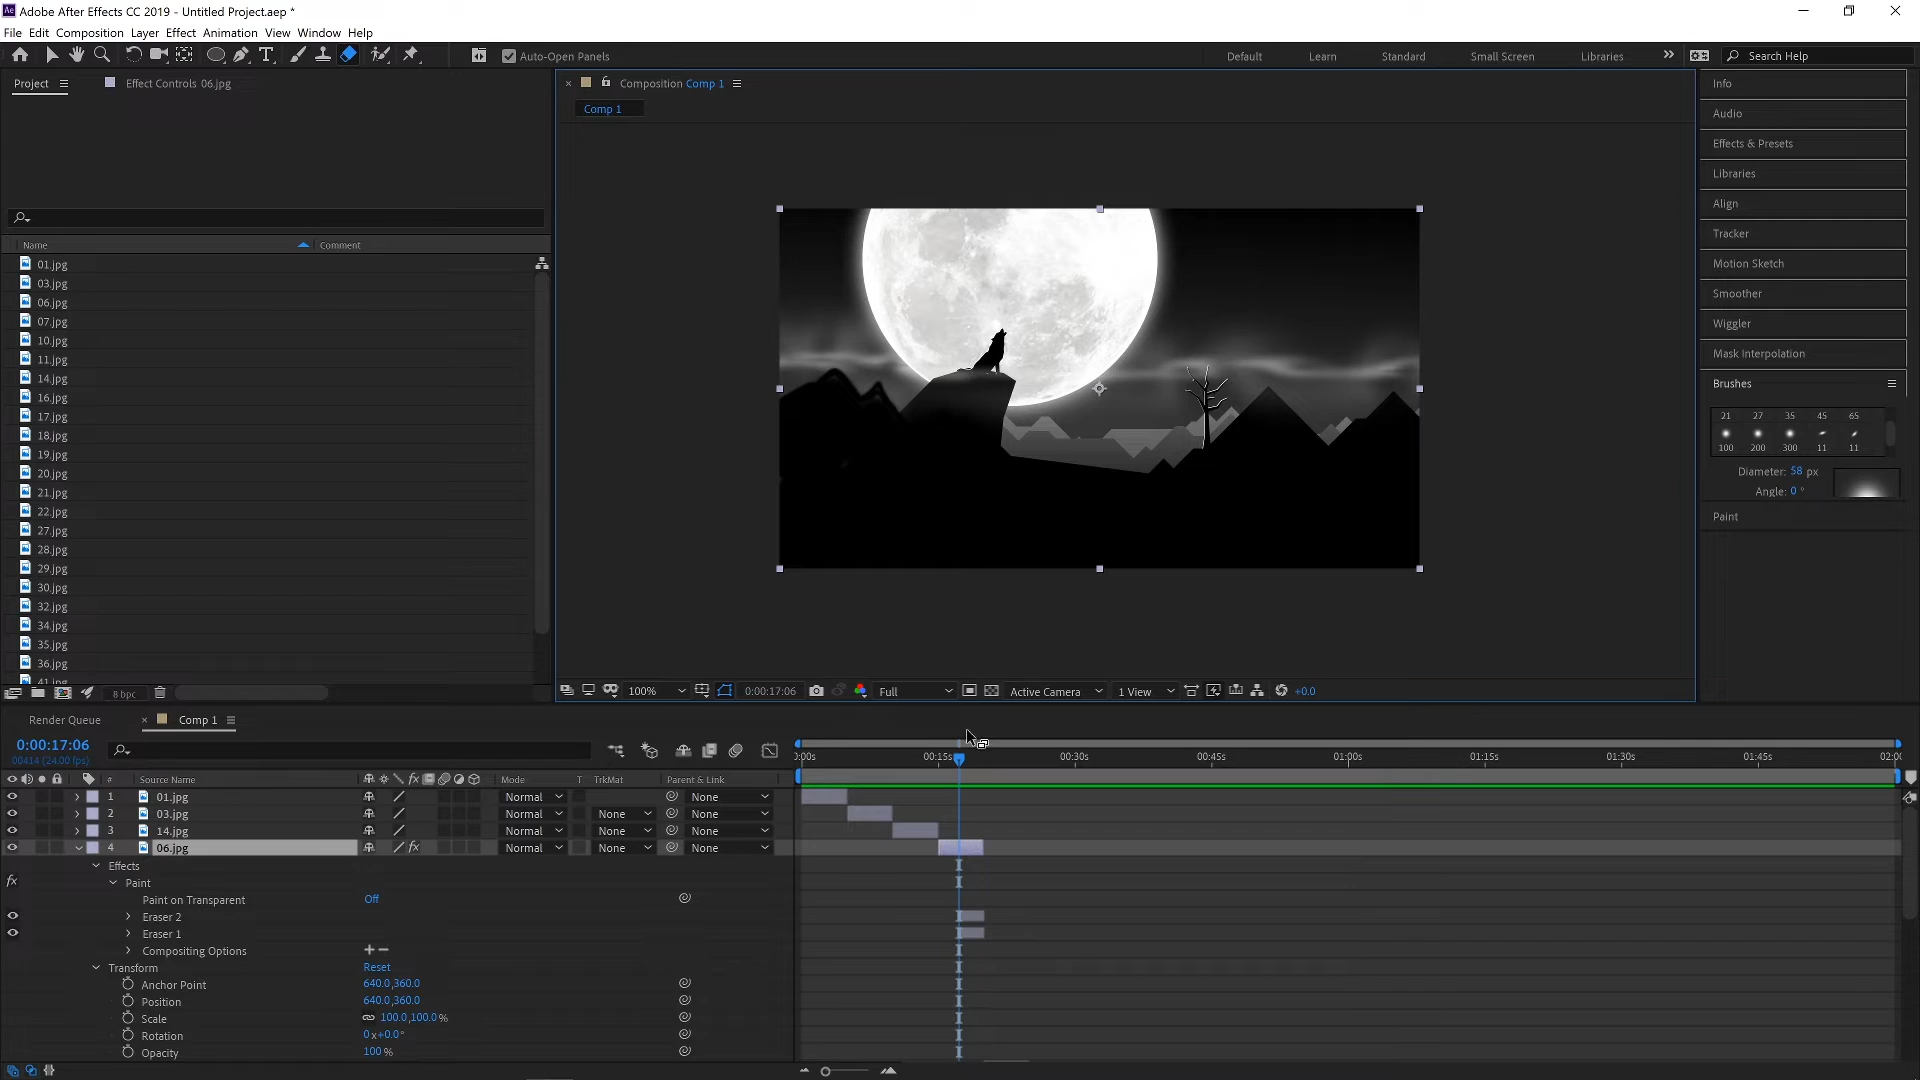 Ae Adobe After Effects CC 2019 - Untitled Project.aep *
File Edit Composition Layer Effect Animation View Window Help
Auto-Open Panels
Default Learn Standard Small Screen Libraries
Search Help
Project
Effect Controls 06.jpg
Composition Comp 1
Comp 1
Name
Comment
01.jpg
03.jpg
06.jpg
07.jpg
10.jpg
11.jpg
14.jpg
16.jpg
17.jpg
18.jpg
19.jpg
20.jpg
21.jpg
22.jpg
27.jpg
28.jpg
29.jpg
30.jpg
32.jpg
34.jpg
35.jpg
36.jpg
41.jpg
8 bpc
100%
0:00:17:06
Full
Active Camera
1 View
+0.0
Info
Audio
Effects & Presets
Libraries
Align
Tracker
Motion Sketch
Smoother
Wiggler
Mask Interpolation
Brushes
21 27 35 45 65
100 200 300 11 11
Diameter: 58 px
Angle: 0 °
Paint
Render Queue
Comp 1
0:00:17:06
00414 (24.00 fps)
:00s 00:15s 00:30s 00:45s 01:00s 01:15s 01:30s 01:45s 02:00
# Source Name fx Mode T TrkMat Parent & Link
1 01.jpg Normal None
2 03.jpg Normal None None
3 14.jpg Normal None None
4 06.jpg fx Normal None None
Effects
fx Paint
Paint on Transparent Off
Eraser 2
Eraser 1
Compositing Options + −
Transform Reset
Anchor Point 640.0,360.0
Position 640.0,360.0
Scale 100.0,100.0 %
Rotation 0 x +0.0 °
Opacity 100 %